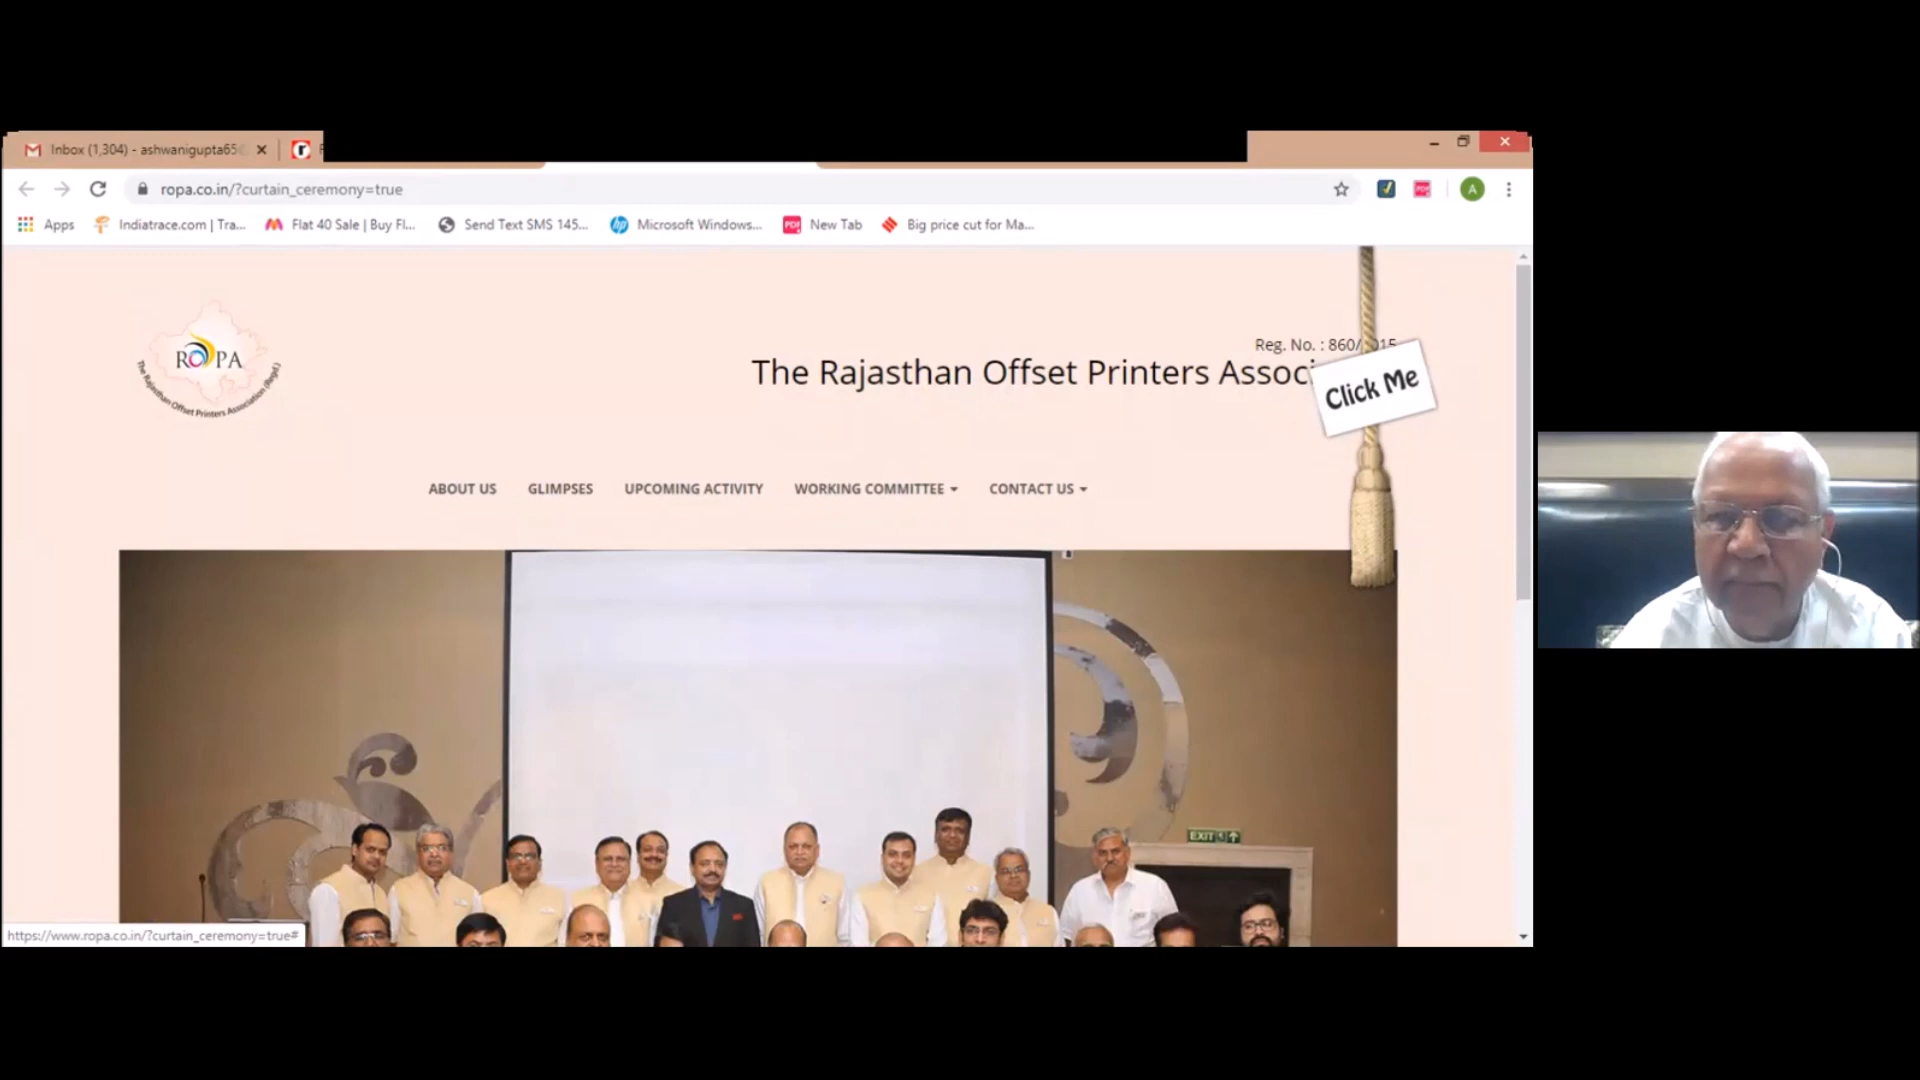 Inbox (1,304) - ashwanigupta65
ropa.co.in/?curtain_ceremony=true
A
Apps
Indiatrace.com | Tra...
Flat 40 Sale | Buy Fl...
Send Text SMS 145...
Microsoft Windows...
New Tab
Big price cut for Ma...
ROPA
The Rajasthan Offset Printers Association (Regd.)
Reg. No. : 860/
The Rajasthan Offset Printers Associ
Click Me
ABOUT US
GLIMPSES
UPCOMING ACTIVITY
WORKING COMMITTEE
CONTACT US
EXIT
https://www.ropa.co.in/?curtain_ceremony=true#